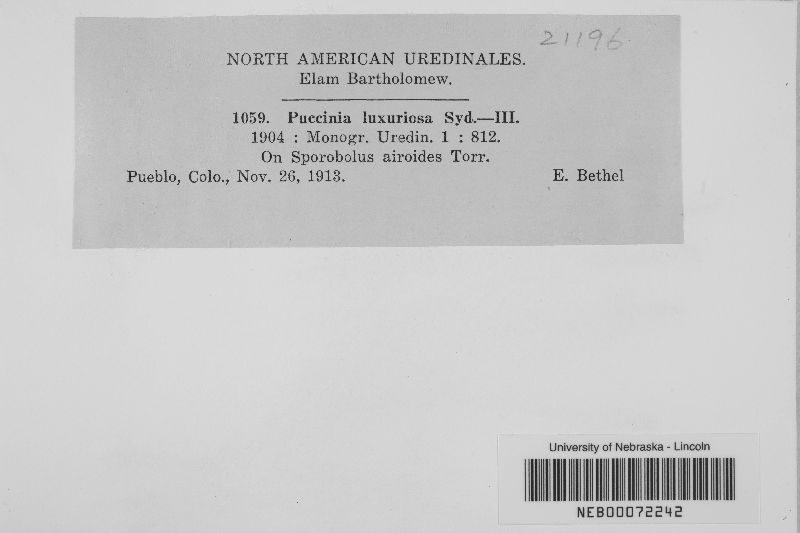 21196
NORTH AMERICAN UREDINALES.
Elam Bartholomew.
1059. Puccinia luxuriosa Syd.—III.
1904 : Monogr. Uredin. 1 : 812.
On Sporobolus airoides Torr.
Pueblo, Colo., Nov. 26, 1913. E. Bethel
University of Nebraska - Lincoln
NEB00072242